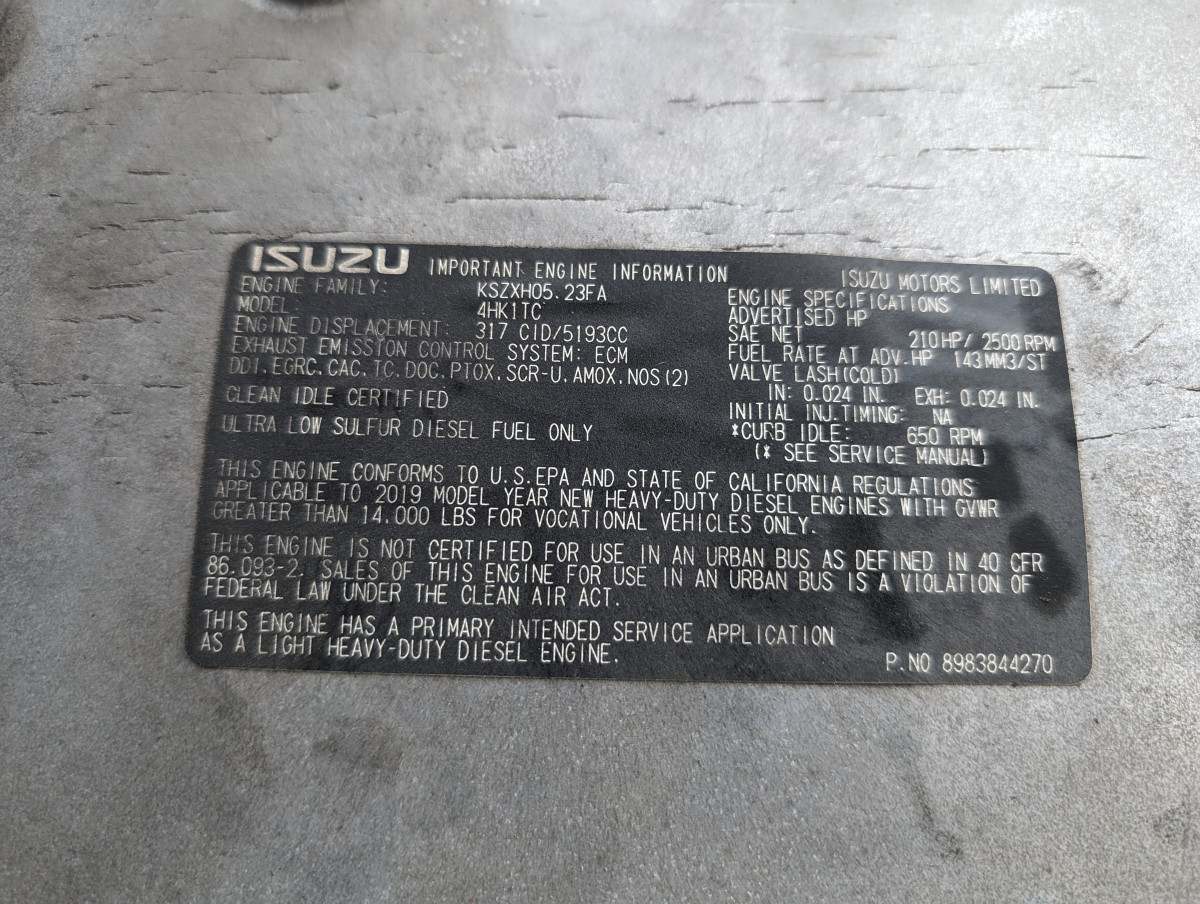 ISUZU IMPORTANT ENGINE INFORMATION
ISUZU MOTORS LIMITED
ENGINE FAMILY: KSZXH05.23FA
MODEL: 4HK1TC
ENGINE DISPLACEMENT: 317 CID/5193CC
EXHAUST EMISSION CONTROL SYSTEM: ECM
DDI.EGRC.CAC.TC.DOC.PTOX.SCR-U.AMOX.NOS(2)
CLEAN IDLE CERTIFIED
ULTRA LOW SULFUR DIESEL FUEL ONLY
ENGINE SPECIFICATIONS
ADVERTISED HP
SAE NET 210HP/ 2500RPM
FUEL RATE AT ADV.HP 143MM3/ST
VALVE LASH(COLD)
IN: 0.024 IN. EXH: 0.024 IN.
INITIAL INJ.TIMING: NA
*CURB IDLE: 650 RPM
(* SEE SERVICE MANUAL)
THIS ENGINE CONFORMS TO U.S.EPA AND STATE OF CALIFORNIA REGULATIONS
APPLICABLE TO 2019 MODEL YEAR NEW HEAVY-DUTY DIESEL ENGINES WITH GVWR
GREATER THAN 14.000 LBS FOR VOCATIONAL VEHICLES ONLY.
THIS ENGINE IS NOT CERTIFIED FOR USE IN AN URBAN BUS AS DEFINED IN 40 CFR
86.093-2. SALES OF THIS ENGINE FOR USE IN AN URBAN BUS IS A VIOLATION OF
FEDERAL LAW UNDER THE CLEAN AIR ACT.
THIS ENGINE HAS A PRIMARY INTENDED SERVICE APPLICATION
AS A LIGHT HEAVY-DUTY DIESEL ENGINE.
P.NO 8983844270